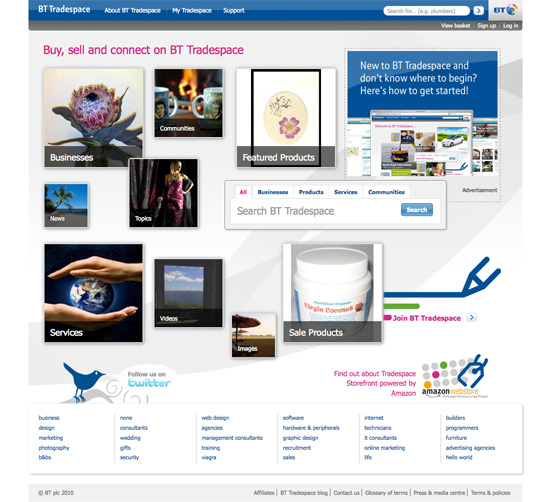 BT Tradespace
About BT Tradespace | My Tradespace | Support
Search for... (e.g. plumbers)
BT
View basket | Sign up | Log in
Buy, sell and connect on BT Tradespace
New to BT Tradespace and
don't know where to begin?
Here's how to get started!
Businesses
Communities
Featured Products
Advertisement
News
Topics
All Businesses Products Services Communities
Search BT Tradespace
Search
Services
Videos
Images
Virgin Coconut
Sale Products
Join BT Tradespace
Follow us on
twitter
Find out about Tradespace
Storefront powered by
Amazon
amazonwebstore
business none web design software internet builders
design consultants agencies hardware & peripherals technicians programmers
marketing wedding management consultants graphic design it consultants furniture
photography gifts training recruitment online marketing advertising agencies
blkbs security viagra sales life hello world
© BT plc 2010
Affiliates | BT Tradespace blog | Contact us | Glossary of terms | Press & media centre | Terms & policies